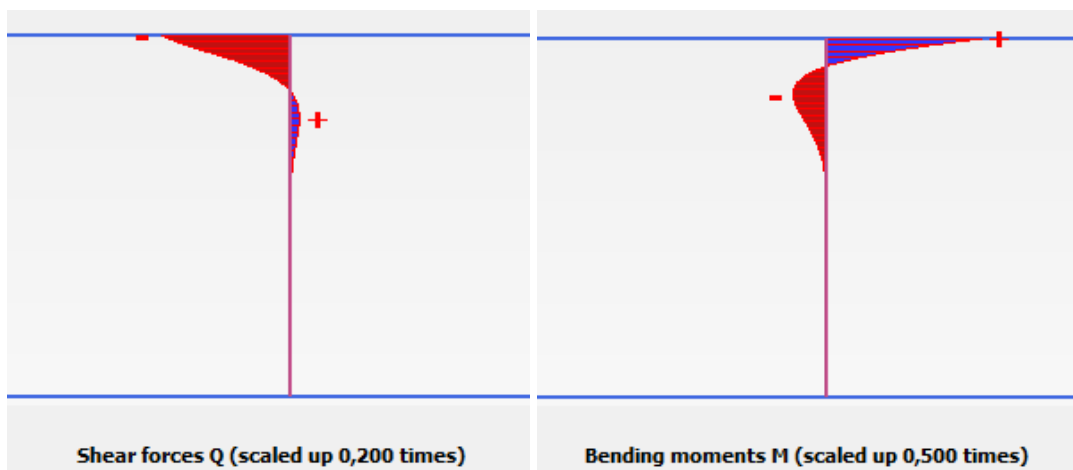 -
+
+
-
Shear forces Q (scaled up 0,200 times)
Bending moments M (scaled up 0,500 times)